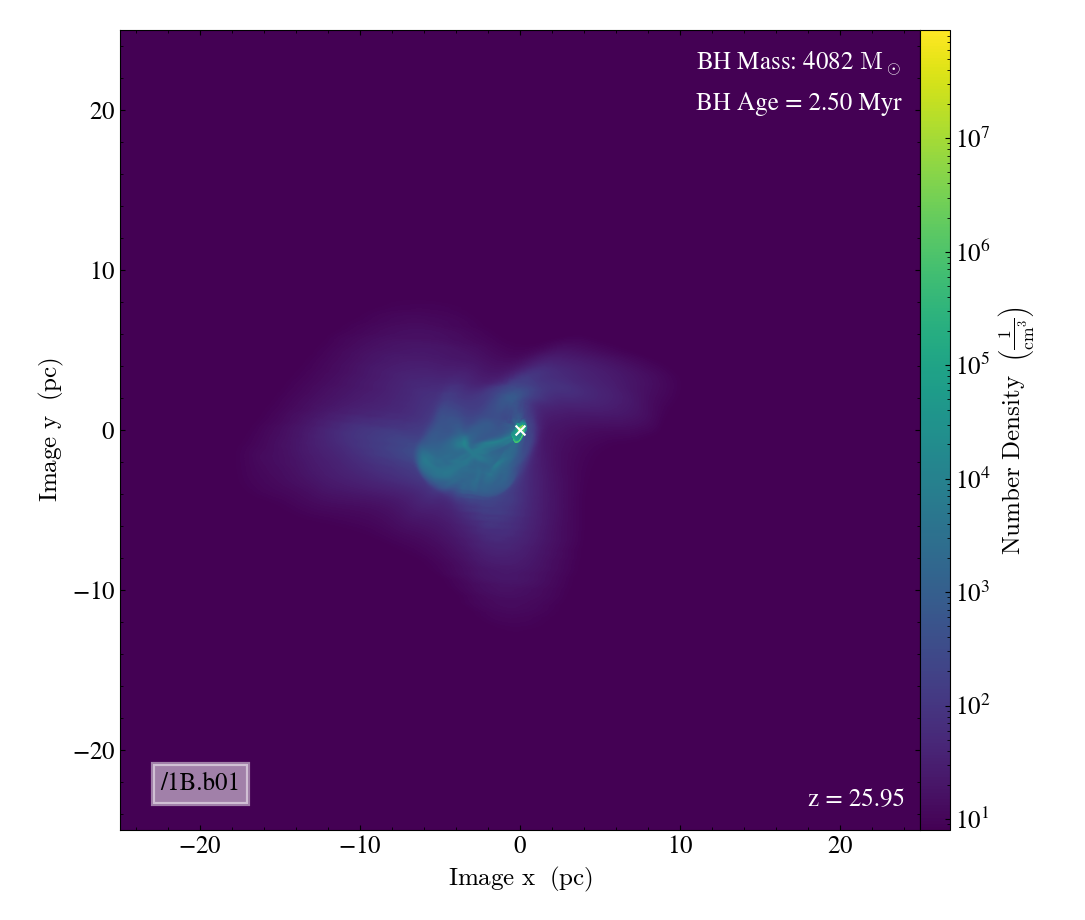 BH Mass: 4082 M⊙
BH Age = 2.50 Myr
20
10
0
−10
−20
Image y (pc)
/1B.b01
z = 25.95
−20
−10
0
10
20
Image x (pc)
10⁷
10⁶
10⁵
10⁴
10³
10²
10¹
Number Density (1/cm³)